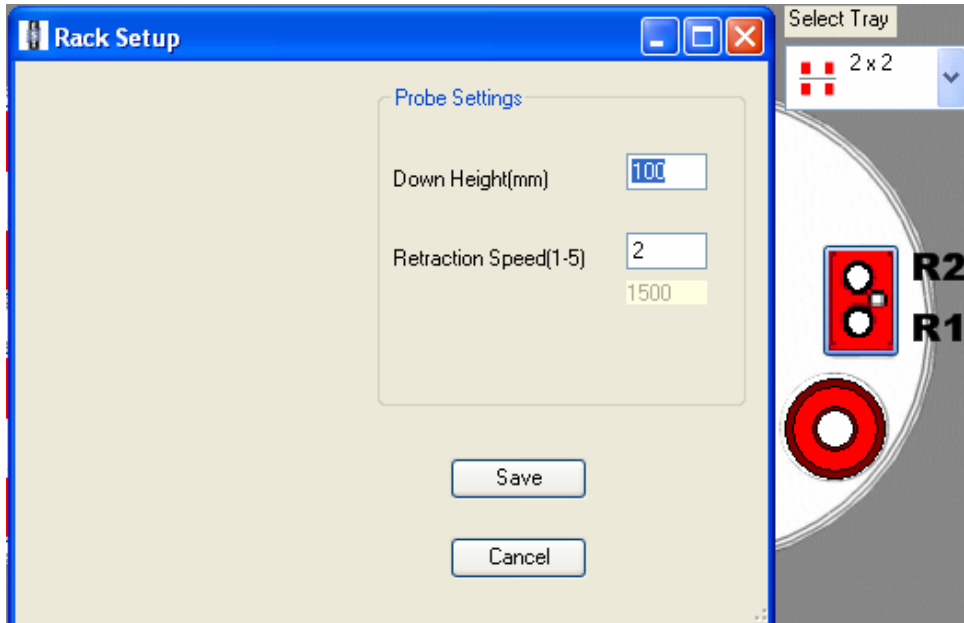 Rack Setup
Select Tray
2 x 2
Probe Settings
Down Height(mm)
100
Retraction Speed(1-5)
2
1500
R2
R1
Save
Cancel